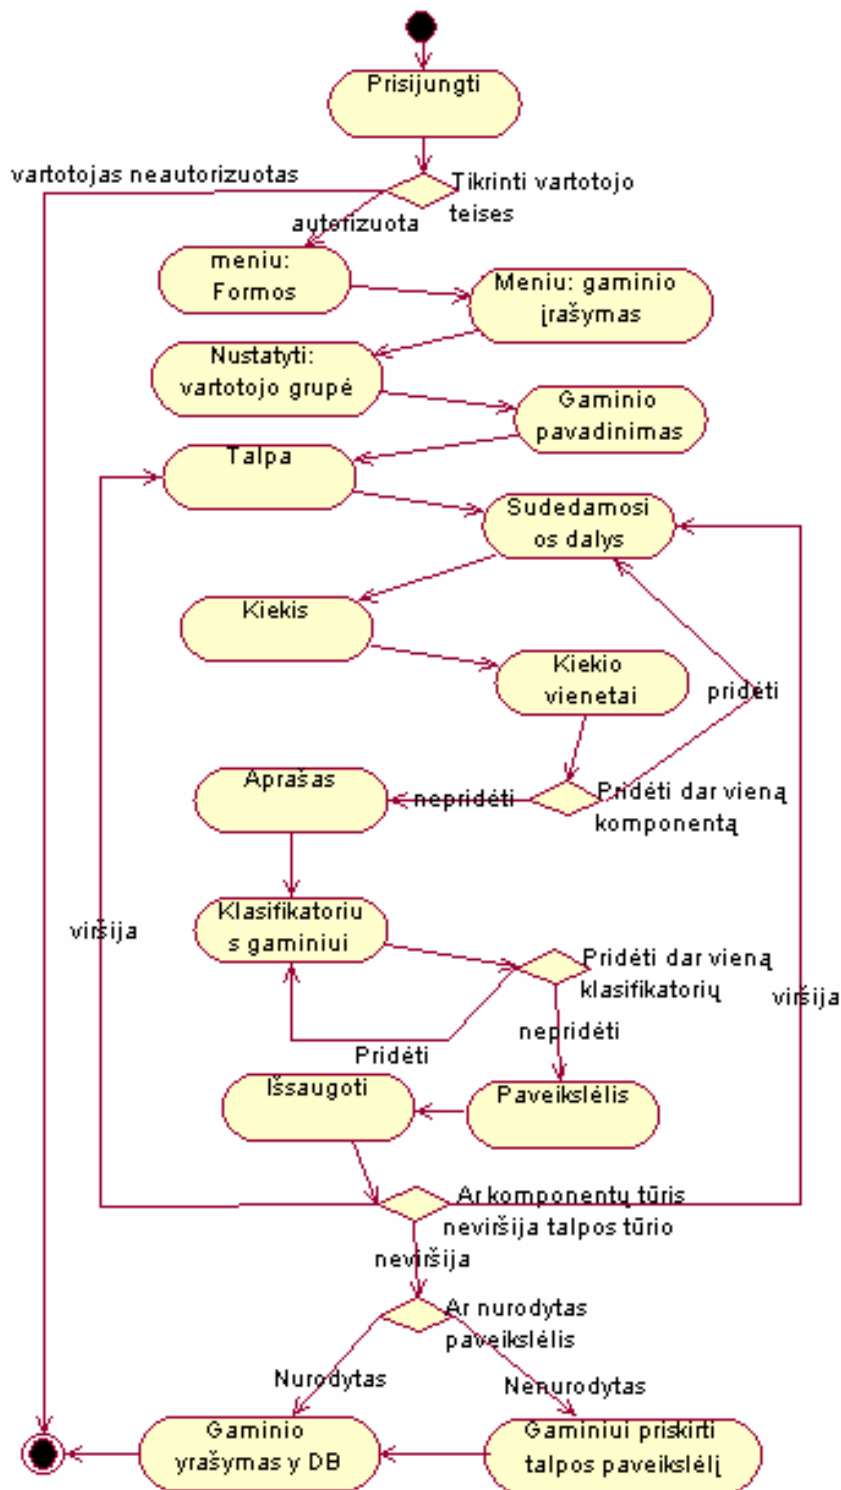 Prisijungti
vartotojas neautorizuotas
Tikrinti vartotojo
teises
autorizuota
meniu:
Formos
Meniu: gaminio
įrašymas
Nustatyti:
vartotojo grupė
Gaminio
pavadinimas
Talpa
Sudedamosi
os dalys
Kiekis
Kiekio
vienetai
pridėti
Aprašas
nepridėti
Pridėti dar vieną
komponentą
Klasifikatoriu
s gaminiui
viršija
Pridėti dar vieną
klasifikatorių
viršija
nepridėti
Pridėti
Išsaugoti
Paveikslėlis
Ar komponentų tūris
neviršija talpos tūrio
neviršija
Ar nurodytas
paveikslėlis
Nurodytas
Nenurodytas
Gaminio
yrašymas y DB
Gaminiui priskirti
talpos paveikslėlį